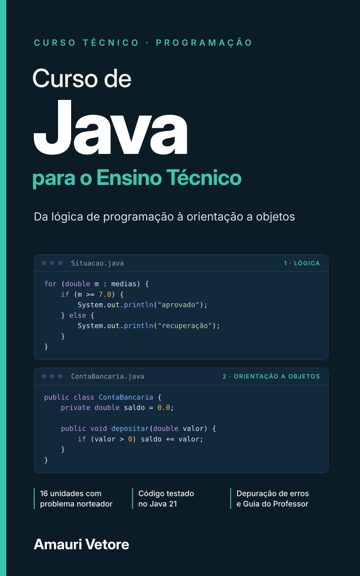 CURSO TÉCNICO · PROGRAMAÇÃO
Curso de
Java
para o Ensino Técnico
Da lógica de programação à orientação a objetos
Situacao.java
1 · LÓGICA
for (double m : medias) {
    if (m >= 7.0) {
        System.out.println("aprovado");
    } else {
        System.out.println("recuperação");
    }
}
ContaBancaria.java
2 · ORIENTAÇÃO A OBJETOS
public class ContaBancaria {
    private double saldo = 0.0;
    public void depositar(double valor) {
        if (valor > 0) saldo += valor;
    }
}
16 unidades com
problema norteador
Código testado
no Java 21
Depuração de erros
e Guia do Professor
Amauri Vetore